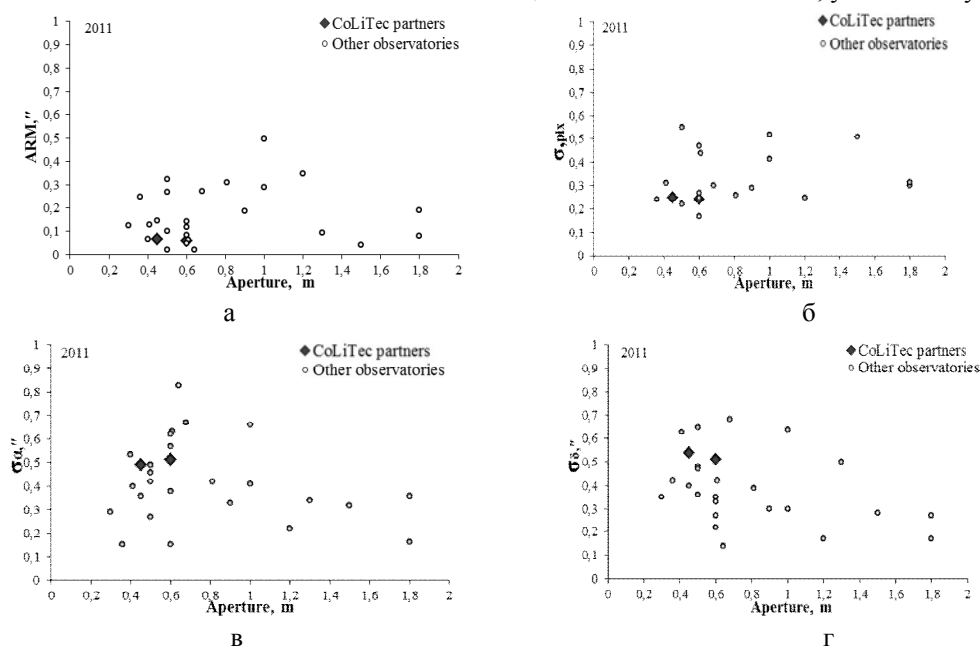 2011
◆CoLiTec partners
○Other observatories
ARM,″
1
0,9
0,8
0,7
0,6
0,5
0,4
0,3
0,2
0,1
0
0 0,2 0,4 0,6 0,8 1 1,2 1,4 1,6 1,8 2
Aperture, m
а
2011
◆CoLiTec partners
○Other observatories
σ,pix
1
0,9
0,8
0,7
0,6
0,5
0,4
0,3
0,2
0,1
0
0 0,2 0,4 0,6 0,8 1 1,2 1,4 1,6 1,8 2
Aperture, m
б
2011
◆CoLiTec partners
○Other observatories
σα,″
1
0,9
0,8
0,7
0,6
0,5
0,4
0,3
0,2
0,1
0
0 0,2 0,4 0,6 0,8 1 1,2 1,4 1,6 1,8 2
Aperture, m
в
2011
◆CoLiTec partners
○Other observatories
σδ,″
1
0,9
0,8
0,7
0,6
0,5
0,4
0,3
0,2
0,1
0
0 0,2 0,4 0,6 0,8 1 1,2 1,4 1,6 1,8 2
Aperture, m
г